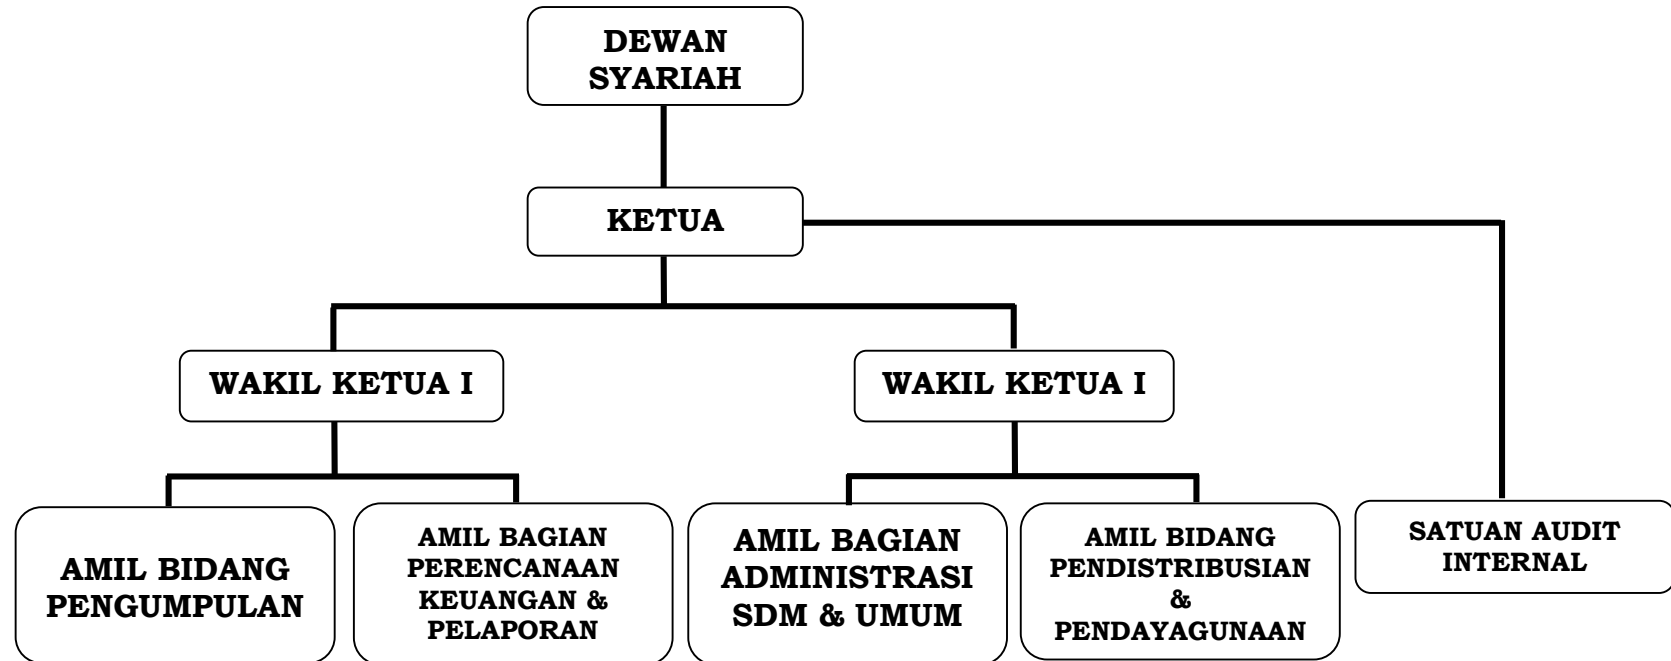 DEWAN
SYARIAH
KETUA
WAKIL KETUA I
WAKIL KETUA I
AMIL BIDANG
PENGUMPULAN
AMIL BAGIAN
PERENCANAAN
KEUANGAN &
PELAPORAN
AMIL BAGIAN
ADMINISTRASI
SDM & UMUM
AMIL BIDANG
PENDISTRIBUSIAN
&
PENDAYAGUNAAN
SATUAN AUDIT
INTERNAL